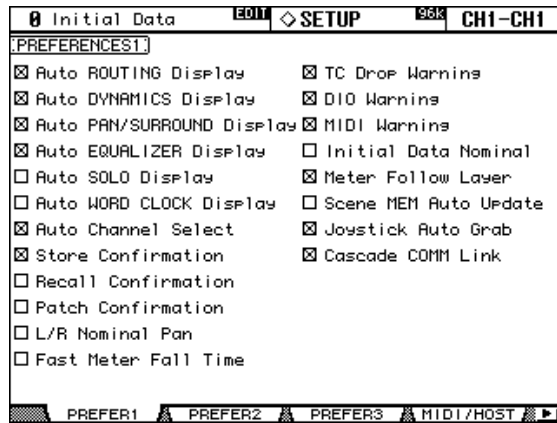 0 Initial Data EDIT ◇SETUP 96k CH1-CH1
PREFERENCES1
☒ Auto ROUTING Display
☒ Auto DYNAMICS Display
☒ Auto PAN/SURROUND Display
☒ Auto EQUALIZER Display
☐ Auto SOLO Display
☐ Auto WORD CLOCK Display
☒ Auto Channel Select
☒ Store Confirmation
☐ Recall Confirmation
☐ Patch Confirmation
☐ L/R Nominal Pan
☐ Fast Meter Fall Time
☒ TC Drop Warning
☒ DIO Warning
☒ MIDI Warning
☐ Initial Data Nominal
☒ Meter Follow Layer
☐ Scene MEM Auto Update
☒ Joystick Auto Grab
☒ Cascade COMM Link
PREFER1 PREFER2 PREFER3 MIDI/HOST